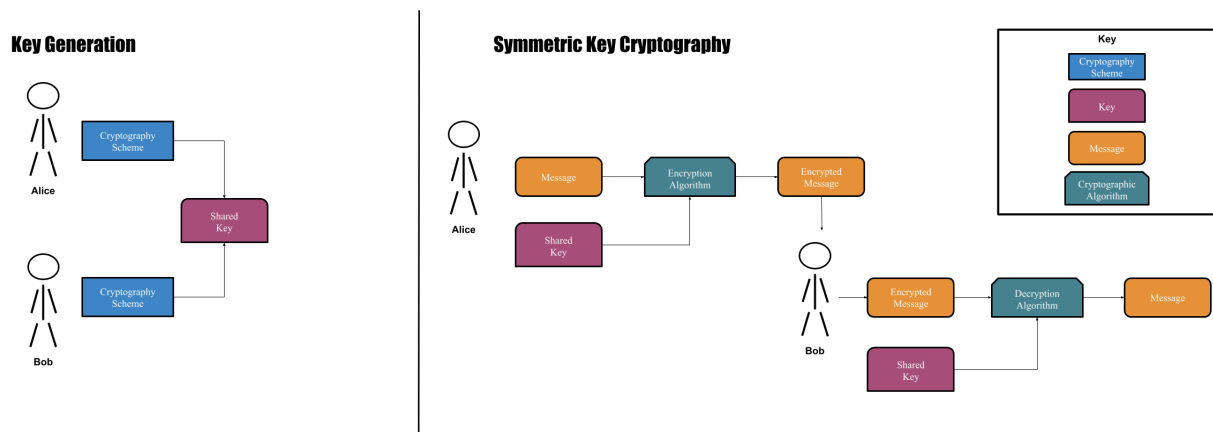 Key Generation
Cryptography
Scheme
Alice
Shared
Key
Cryptography
Scheme
Bob
Symmetric Key Cryptography
Alice
Message
Encryption
Algorithm
Encrypted
Message
Shared
Key
Bob
Encrypted
Message
Decryption
Algorithm
Message
Shared
Key
Key
Cryptography
Scheme
Key
Message
Cryptographic
Algorithm